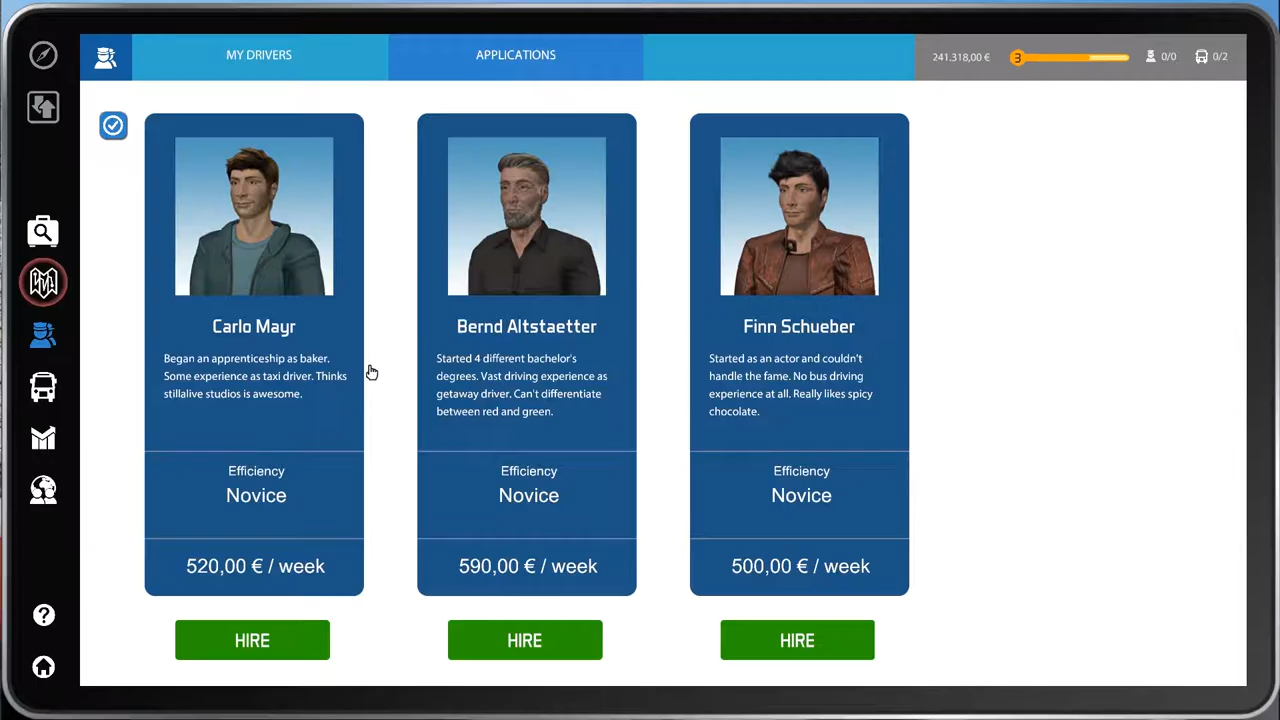 MY DRIVERS
APPLICATIONS
241.318,00 €
3
0/0
0/2
Carlo Mayr
Began an apprenticeship as baker.
Some experience as taxi driver. Thinks
stillalive studios is awesome.
Efficiency
Novice
520,00 € / week
HIRE
Bernd Altstaetter
Started 4 different bachelor's
degrees. Vast driving experience as
getaway driver. Can't differentiate
between red and green.
Efficiency
Novice
590,00 € / week
HIRE
Finn Schueber
Started as an actor and couldn't
handle the fame. No bus driving
experience at all. Really likes spicy
chocolate.
Efficiency
Novice
500,00 € / week
HIRE
?